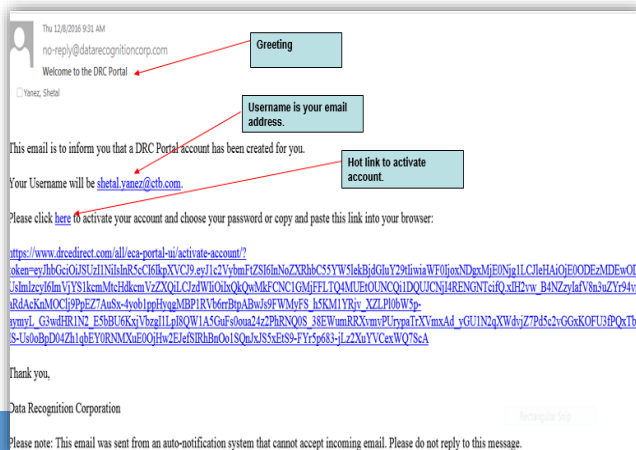 Thu 12/8/2016 9:31 AM
no-reply@datarecognitioncorp.com
Welcome to the DRC Portal
Greeting
Yanez, Shetal
Username is your email
address.
This email is to inform you that a DRC Portal account has been created for you.
Hot link to activate
account.
Your Username will be shetal.yanez@ctb.com.
Please click here to activate your account and choose your password or copy and paste this link into your browser:
https://www.drcedirect.com/all/eca-portal-ui/activate-account/?
Thank you,
Data Recognition Corporation
Rectangular Snip
Please note: This email was sent from an auto-notification system that cannot accept incoming email. Please do not reply to this message.